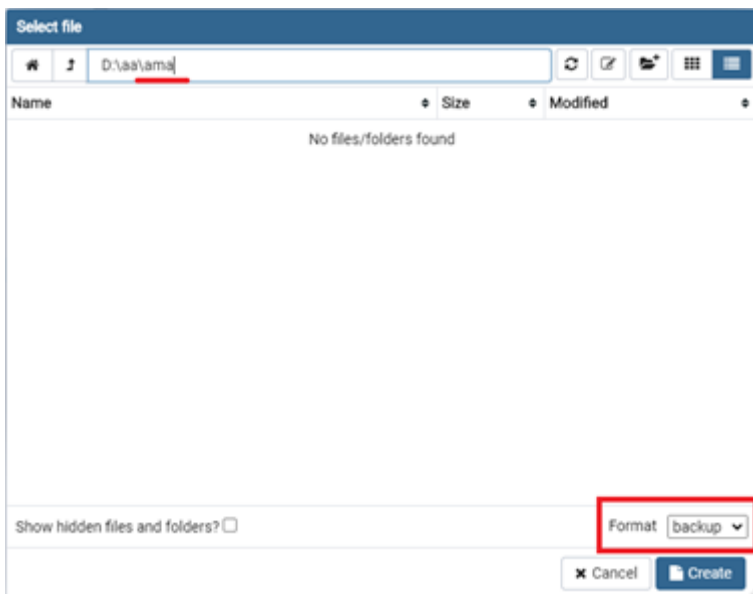 Select file
D:\aa\ama
Name Size Modified
No files/folders found
Show hidden files and folders?
Format backup
Cancel Create